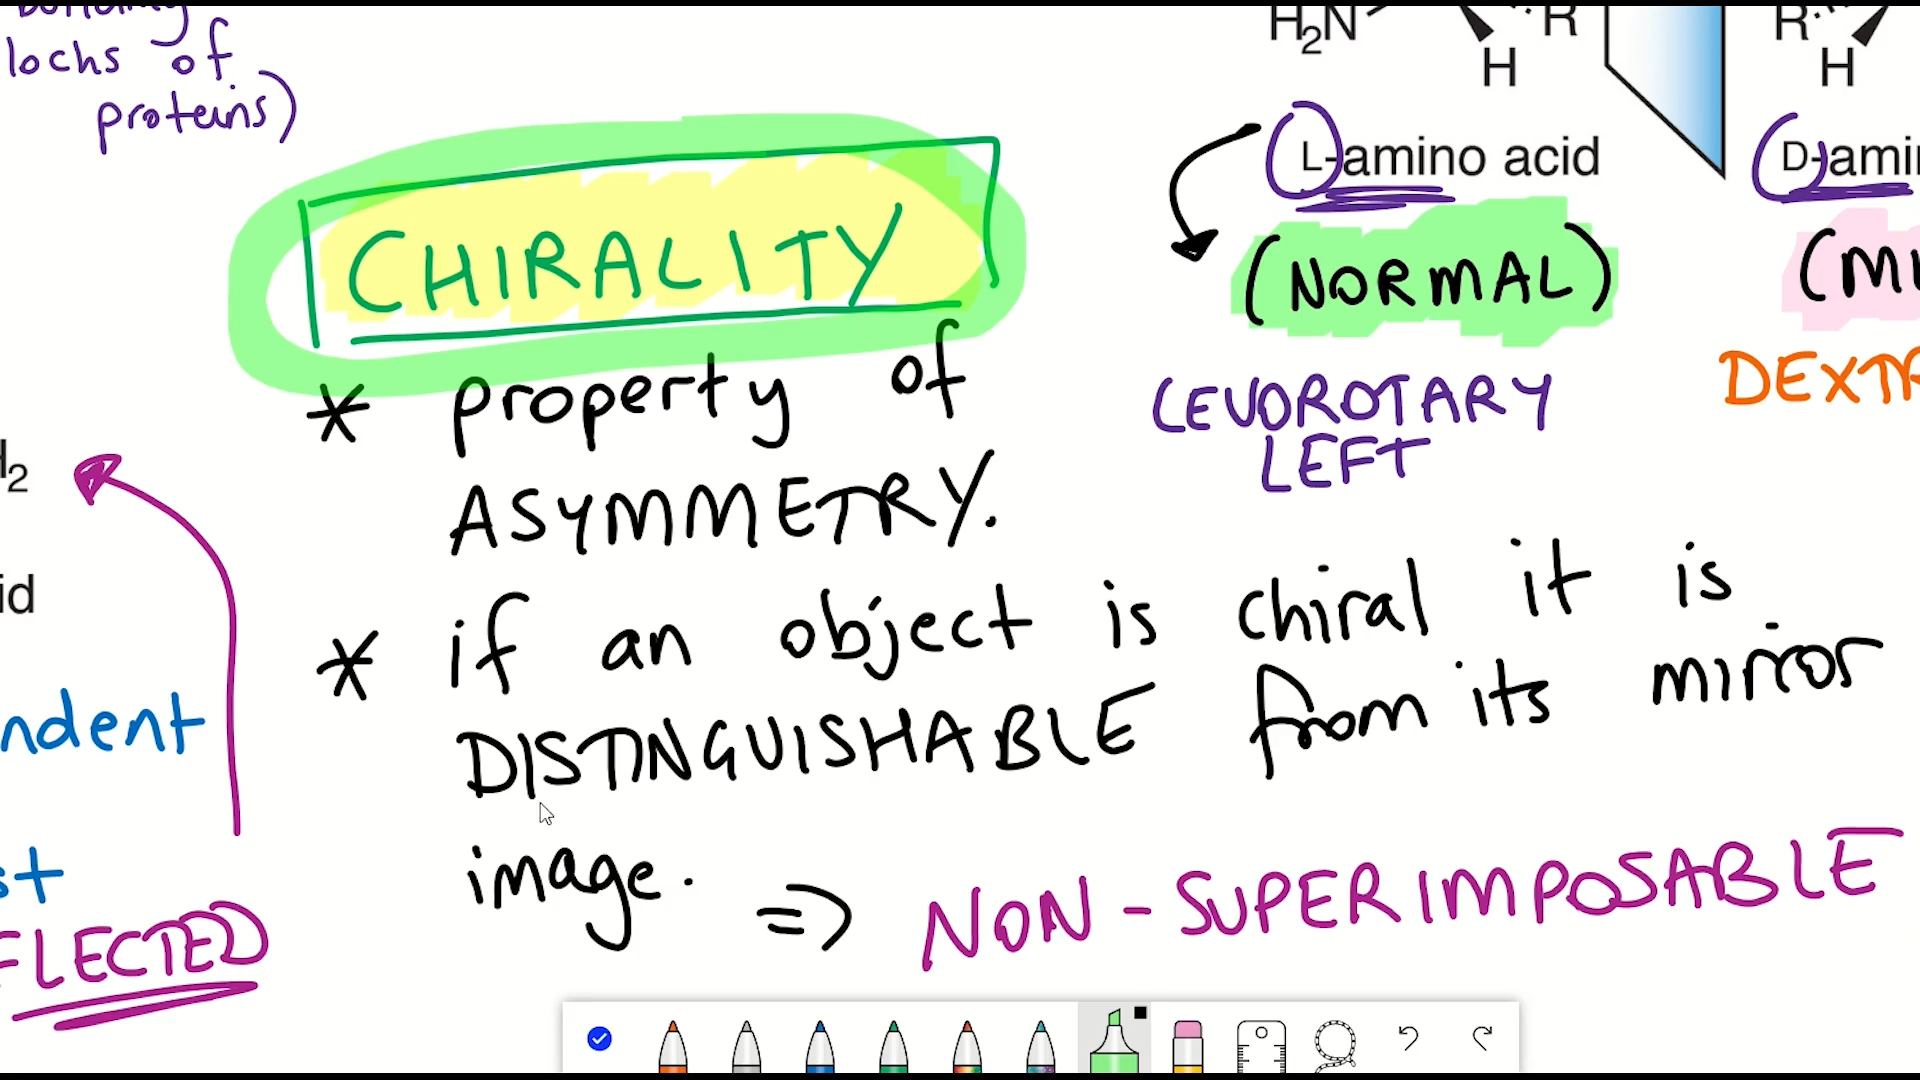 locks of
proteins)
H₂N
R
H
R
H
L-amino acid
D-amin
CHIRALITY
(NORMAL)
(MI
LEVOROTARY
LEFT
DEXTR
* property of
ASYMMETRY.
H₂
id
* if an object is chiral it is
DISTINGUISHABLE from its mirror
image. => NON-SUPERIMPOSABLE
ndent
st
FLECTED